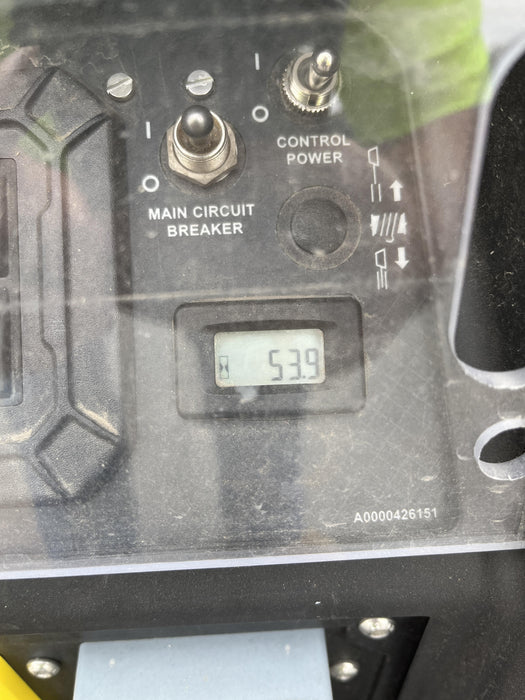 I
O
CONTROL
POWER
I
O
MAIN CIRCUIT
BREAKER
53.9
A0000426151